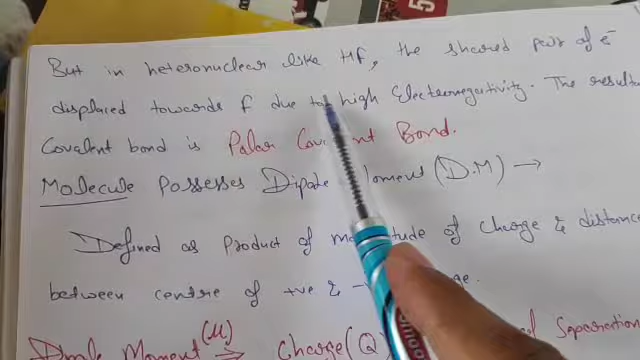 But in heteronuclear like HF, the shared pair of e⁻
displaced towards F due to high Electronegativity. The
Covalent bond is Polar Covalent Bond.
Molecule Possesses Dipole Moment (D.M) →
Defined as Product of magnitude of Charge & distance
between centre of +ve & -
Dipole Moment (μ) ⇒ Charge (Q) Separation